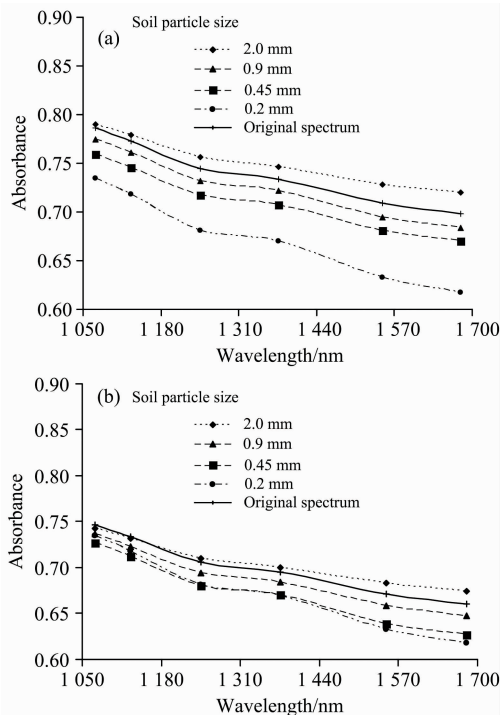 0.90
(a)
Soil particle size
2.0 mm
0.85
0.9 mm
0.45 mm
0.2 mm
0.80
Original spectrum
Absorbance
0.75
0.70
0.65
0.60
1 050 1 180 1 310 1 440 1 570 1 700
Wavelength/nm
0.90
(b)
Soil particle size
2.0 mm
0.85
0.9 mm
0.45 mm
0.80
0.2 mm
Original spectrum
Absorbance
0.75
0.70
0.65
0.60
1 050 1 180 1 310 1 440 1 570 1 700
Wavelength/nm